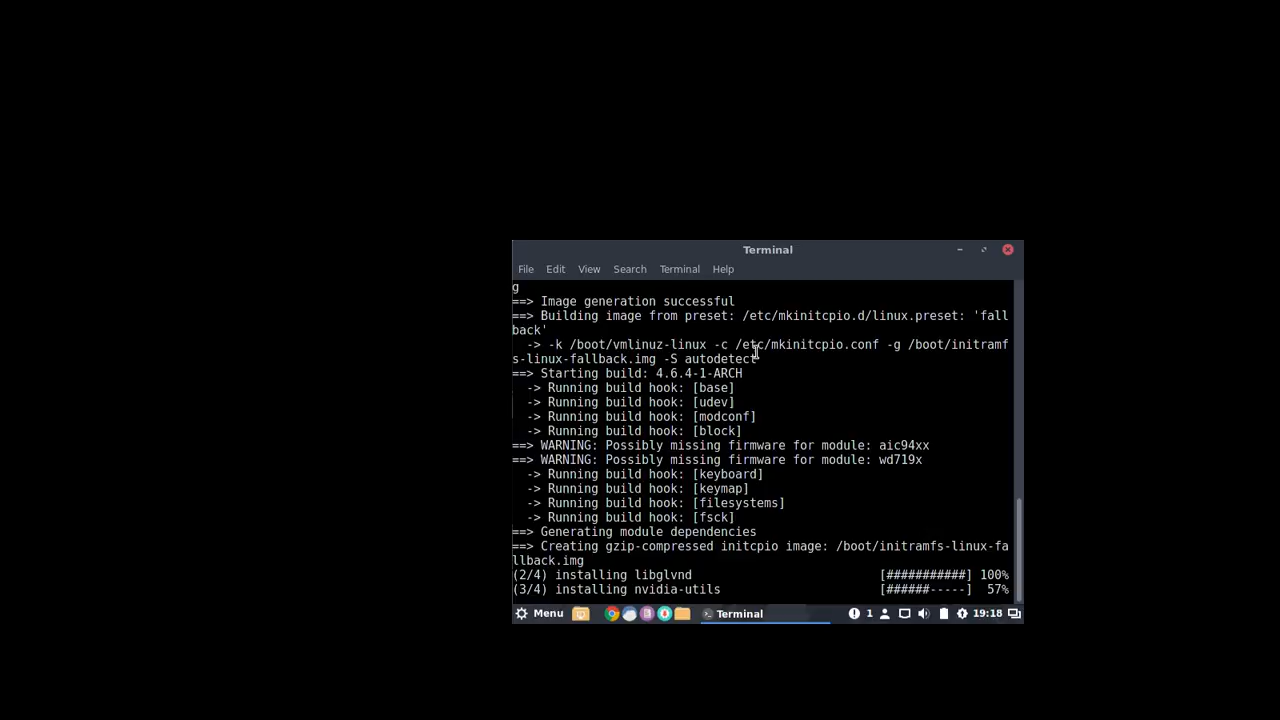 Terminal
File Edit View Search Terminal Help
g
==> Image generation successful
==> Building image from preset: /etc/mkinitcpio.d/linux.preset: 'fall
back'
  -> -k /boot/vmlinuz-linux -c /etc/mkinitcpio.conf -g /boot/initramf
s-linux-fallback.img -S autodetect
==> Starting build: 4.6.4-1-ARCH
  -> Running build hook: [base]
  -> Running build hook: [udev]
  -> Running build hook: [modconf]
  -> Running build hook: [block]
==> WARNING: Possibly missing firmware for module: aic94xx
==> WARNING: Possibly missing firmware for module: wd719x
  -> Running build hook: [keyboard]
  -> Running build hook: [keymap]
  -> Running build hook: [filesystems]
  -> Running build hook: [fsck]
==> Generating module dependencies
==> Creating gzip-compressed initcpio image: /boot/initramfs-linux-fa
llback.img
(2/4) installing libglvnd [###########] 100%
(3/4) installing nvidia-utils [######-----] 57%
Menu Terminal 1 19:18